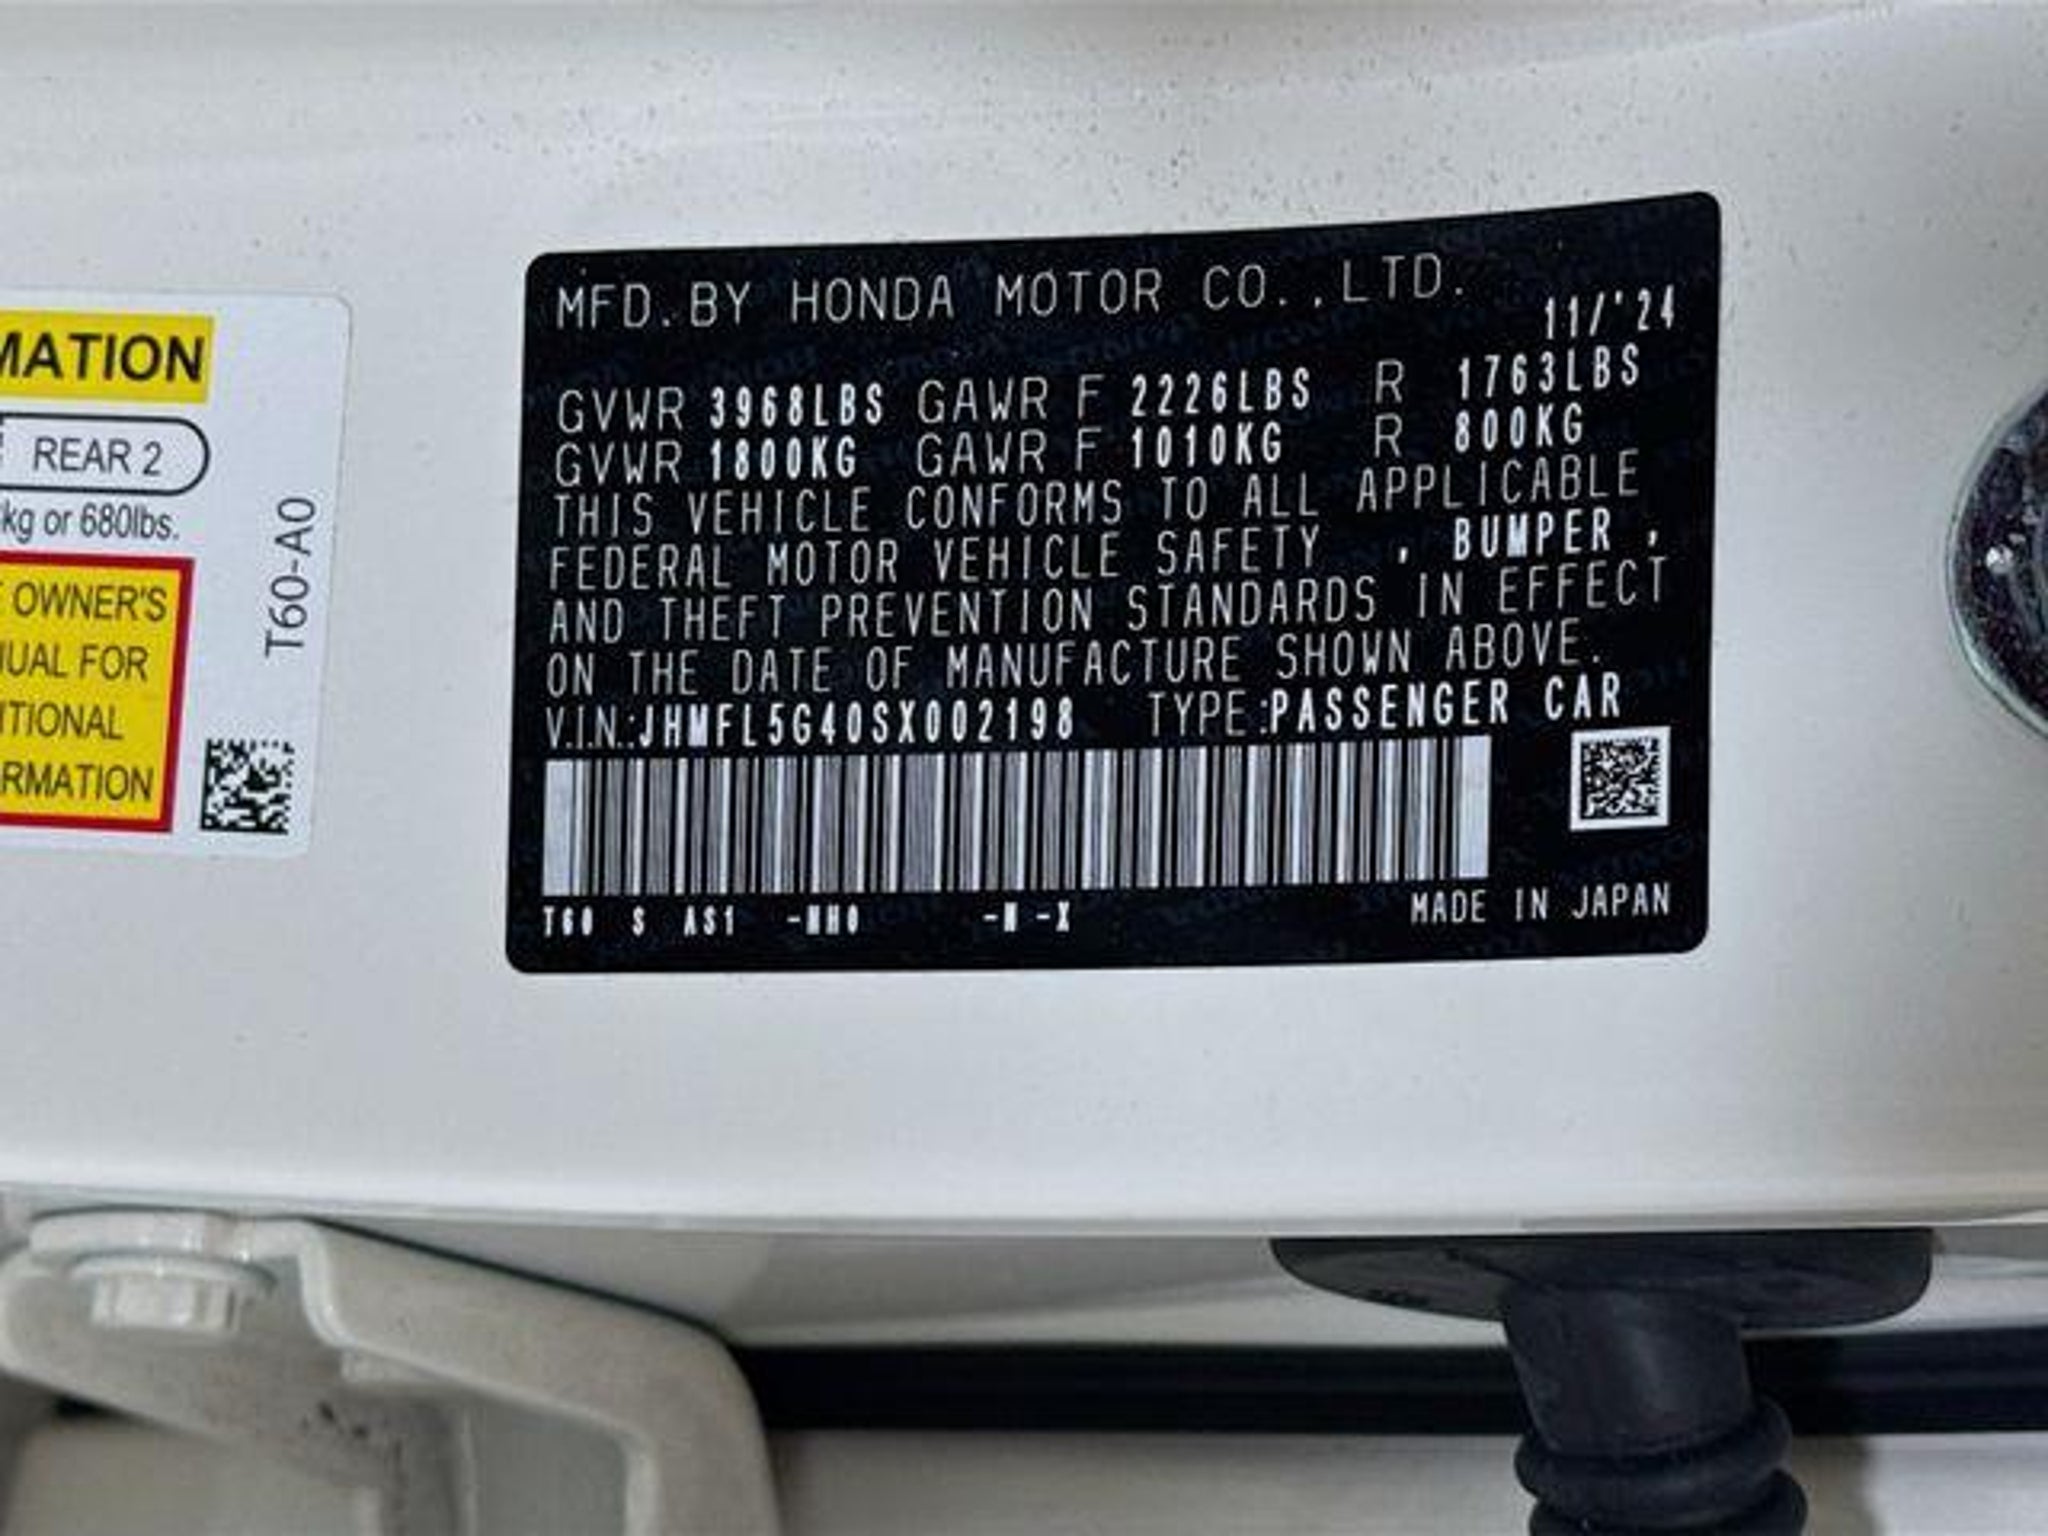 MATION
REAR 2
kg or 680lbs.
OWNER'S
UAL FOR
ITIONAL
RMATION
T60-A0
MFD.BY HONDA MOTOR CO.,LTD.
11/'24
GVWR 3968LBS GAWR F 2226LBS R 1763LBS
GVWR 1800KG GAWR F 1010KG R 800KG
THIS VEHICLE CONFORMS TO ALL APPLICABLE
FEDERAL MOTOR VEHICLE SAFETY , BUMPER ,
AND THEFT PREVENTION STANDARDS IN EFFECT
ON THE DATE OF MANUFACTURE SHOWN ABOVE.
V.I.N.:JHMFL5G40SX002198 TYPE:PASSENGER CAR
T60 S AS1 -NH0 -N -X
MADE IN JAPAN